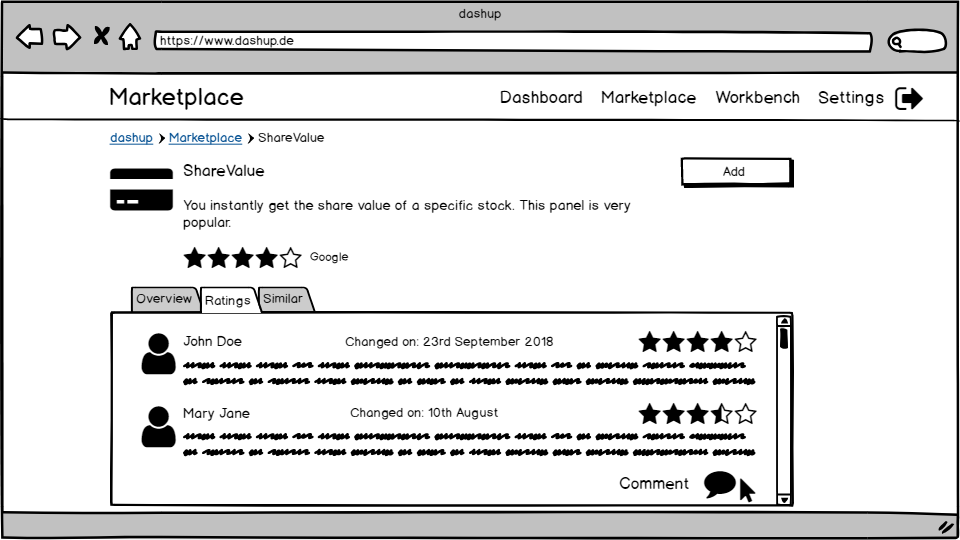 dashup
https://www.dashup.de
Marketplace
Dashboard Marketplace Workbench Settings
dashup Marketplace ShareValue
ShareValue
Add
You instantly get the share value of a specific stock. This panel is very
popular.
Google
Overview Ratings Similar
John Doe Changed on: 23rd September 2018
Mary Jane Changed on: 10th August
Comment